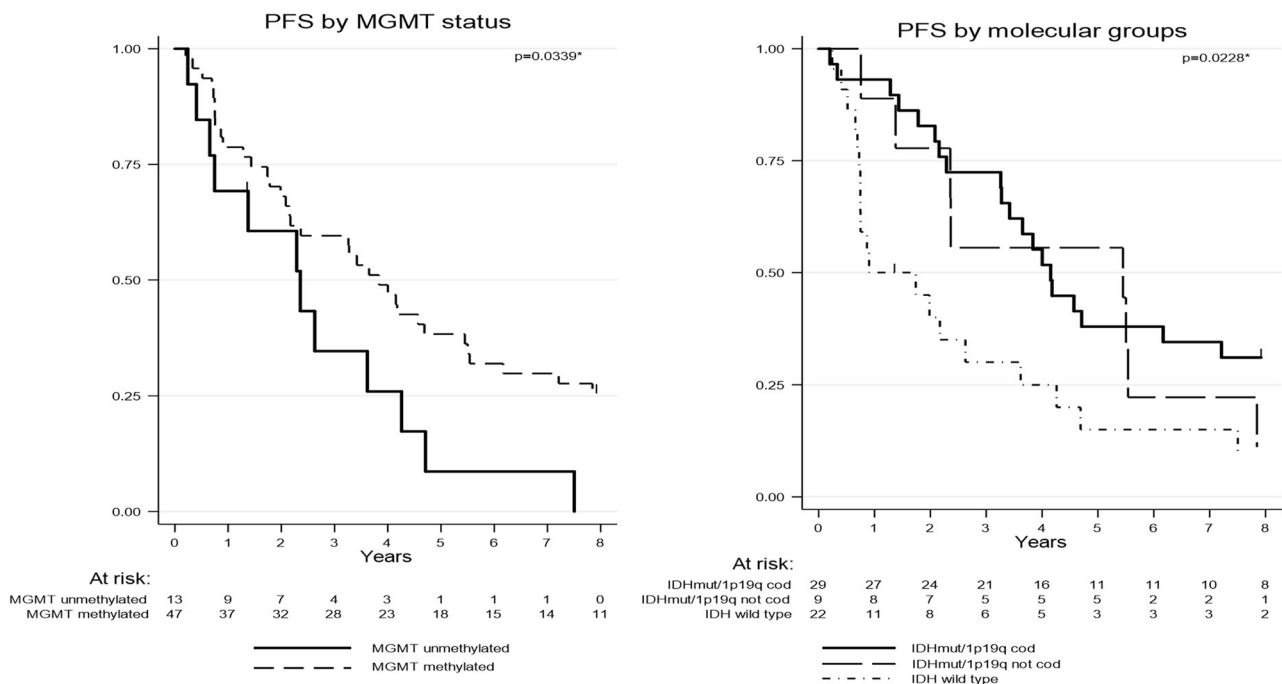 PFS by MGMT status
p=0.0339*
1.00
0.75
0.50
0.25
0.00
0 1 2 3 4 5 6 7 8
Years
At risk:
MGMT unmethylated 13 9 7 4 3 1 1 1 0
MGMT methylated 47 37 32 28 23 18 15 14 11
MGMT unmethylated
MGMT methylated
PFS by molecular groups
p=0.0228*
1.00
0.75
0.50
0.25
0.00
0 1 2 3 4 5 6 7 8
Years
At risk:
IDHmut/1p19q cod 29 27 24 21 16 11 11 10 8
IDHmut/1p19q not cod 9 8 7 5 5 5 2 2 1
IDH wild type 22 11 8 6 5 3 3 3 2
IDHmut/1p19q cod
IDHmut/1p19q not cod
IDH wild type